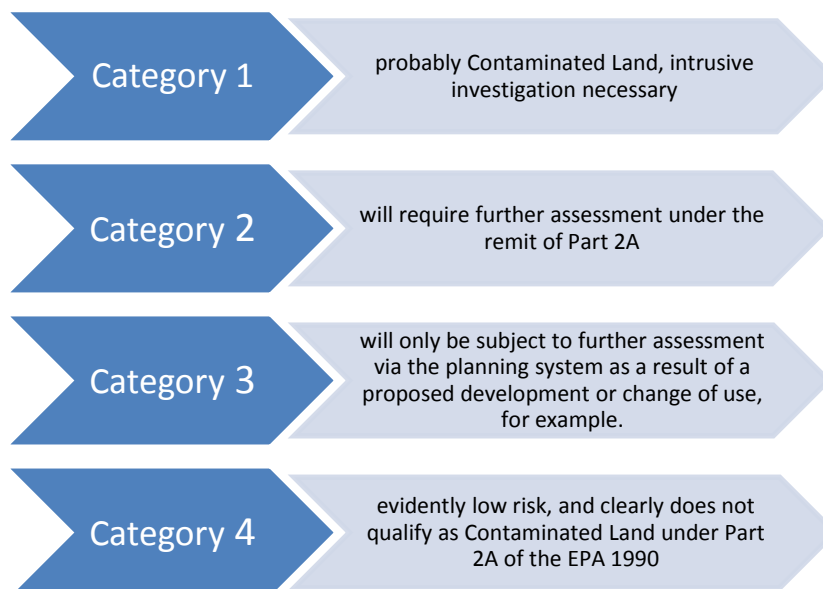 Category 1
probably Contaminated Land, intrusive
investigation necessary
Category 2
will require further assessment under the
remit of Part 2A
Category 3
will only be subject to further assessment
via the planning system as a result of a
proposed development or change of use,
for example.
Category 4
evidently low risk, and clearly does not
qualify as Contaminated Land under Part
2A of the EPA 1990